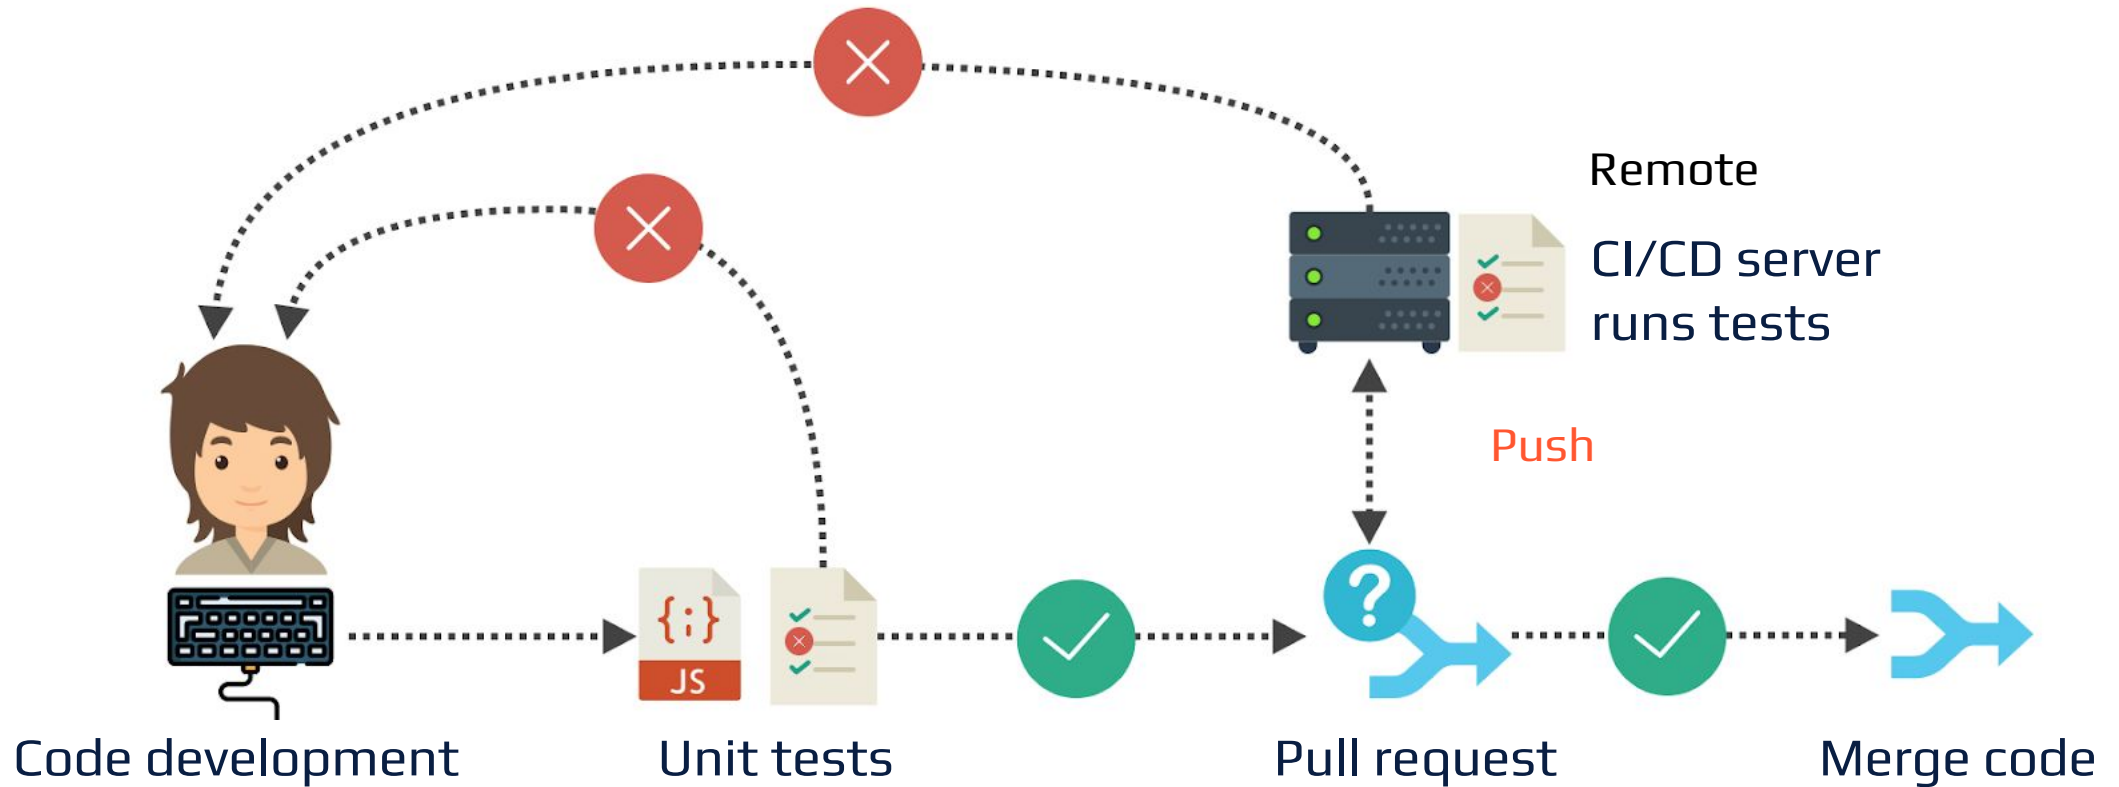 Remote
CI/CD server
runs tests
Push
{;}
JS
?
Code development
Unit tests
Pull request
Merge code